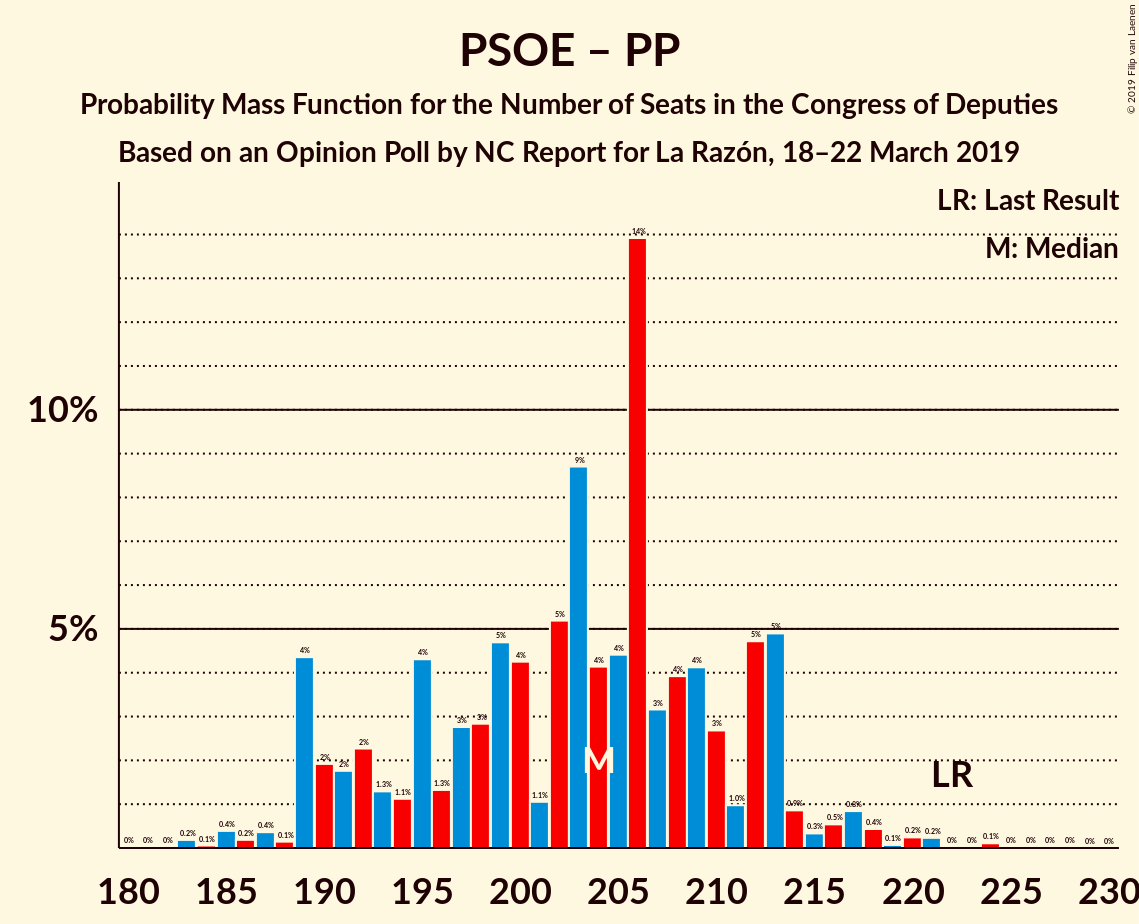 PSOE – PP
Probability Mass Function for the Number of Seats in the Congress of Deputies
Based on an Opinion Poll by NC Report for La Razón, 18–22 March 2019
© 2019 Filip van Laenen
LR: Last Result
M: Median
10%
5%
0% 0% 0% 0.2% 0.1% 0.4% 0.2% 0.4% 0.1% 4% 2% 2% 2% 1.3% 1.1% 4% 1.3% 3% 3% 5% 4% 1.1% 5% 9% 4% 4% 14% 3% 4% 4% 3% 1.0% 5% 5% 0.9% 0.3% 0.5% 0.8% 0.4% 0.1% 0.2% 0.2% 0% 0% 0.1% 0% 0% 0% 0% 0% 0%
M
LR
180 185 190 195 200 205 210 215 220 225 230